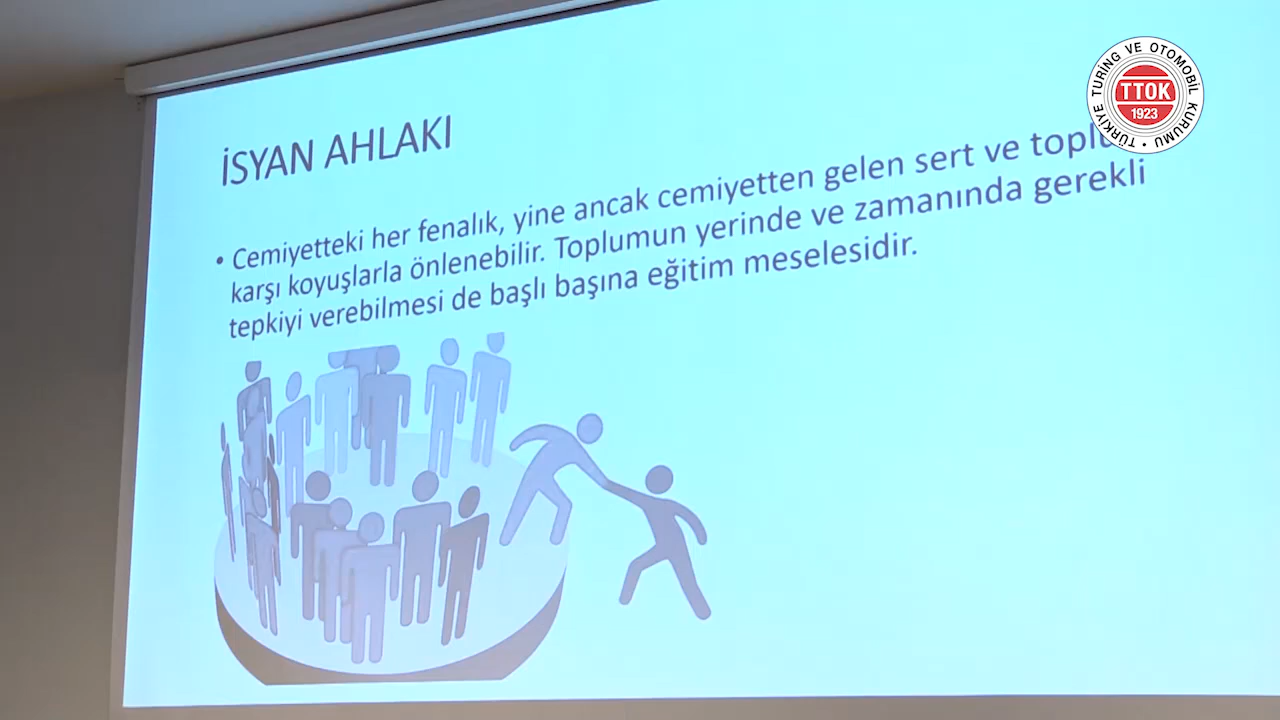 TÜRKİYE TURİNG VE OTOMOBİL KURUMU
TTOK
1923
İSYAN AHLAKI
• Cemiyetteki her fenalık, yine ancak cemiyetten gelen sert ve
karşı koyuşlarla önlenebilir. Toplumun yerinde ve zamanında gerekli
tepkiyi verebilmesi de başlı başına eğitim meselesidir.